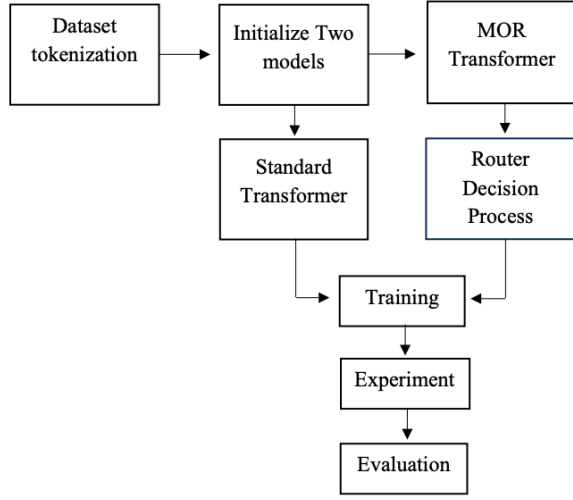 Dataset
tokenization
Initialize Two
models
MOR
Transformer
Standard
Transformer
Router
Decision
Process
Training
Experiment
Evaluation